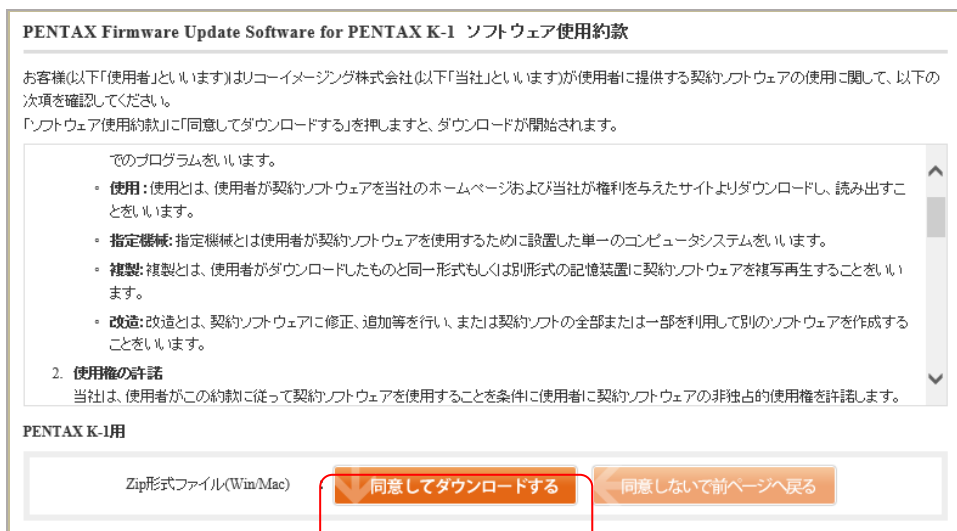 PENTAX Firmware Update Software for PENTAX K-1 ソフトウェア使用約款
お客様(以下「使用者」といいます)はリコーイメージング株式会社(以下「当社」といいます)が使用者に提供する契約ソフトウェアの使用に関して、以下の
次項を確認してください。
「ソフトウェア使用約款」に「同意してダウンロードする」を押しますと、ダウンロードが開始されます。
でのプログラムをいいます。
◦ 使用:使用とは、使用者が契約ソフトウェアを当社のホームページおよび当社が権利を与えたサイトよりダウンロードし、読み出すこ
とをいいます。
◦ 指定機械:指定機械とは使用者が契約ソフトウェアを使用するために設置した単一のコンピュータシステムをいいます。
◦ 複製:複製とは、使用者がダウンロードしたものと同一形式もしくは別形式の記憶装置に契約ソフトウェアを複写再生することをいい
ます。
◦ 改造:改造とは、契約ソフトウェアに修正、追加等を行い、または契約ソフトの全部または一部を利用して別のソフトウェアを作成する
ことをいいます。
2. 使用権の許諾
当社は、使用者がこの約款に従って契約ソフトウェアを使用することを条件に使用者に契約ソフトウェアの非独占的使用権を許諾します。
PENTAX K-1用
Zip形式ファイル(Win/Mac) : 同意してダウンロードする 同意しないで前ページへ戻る